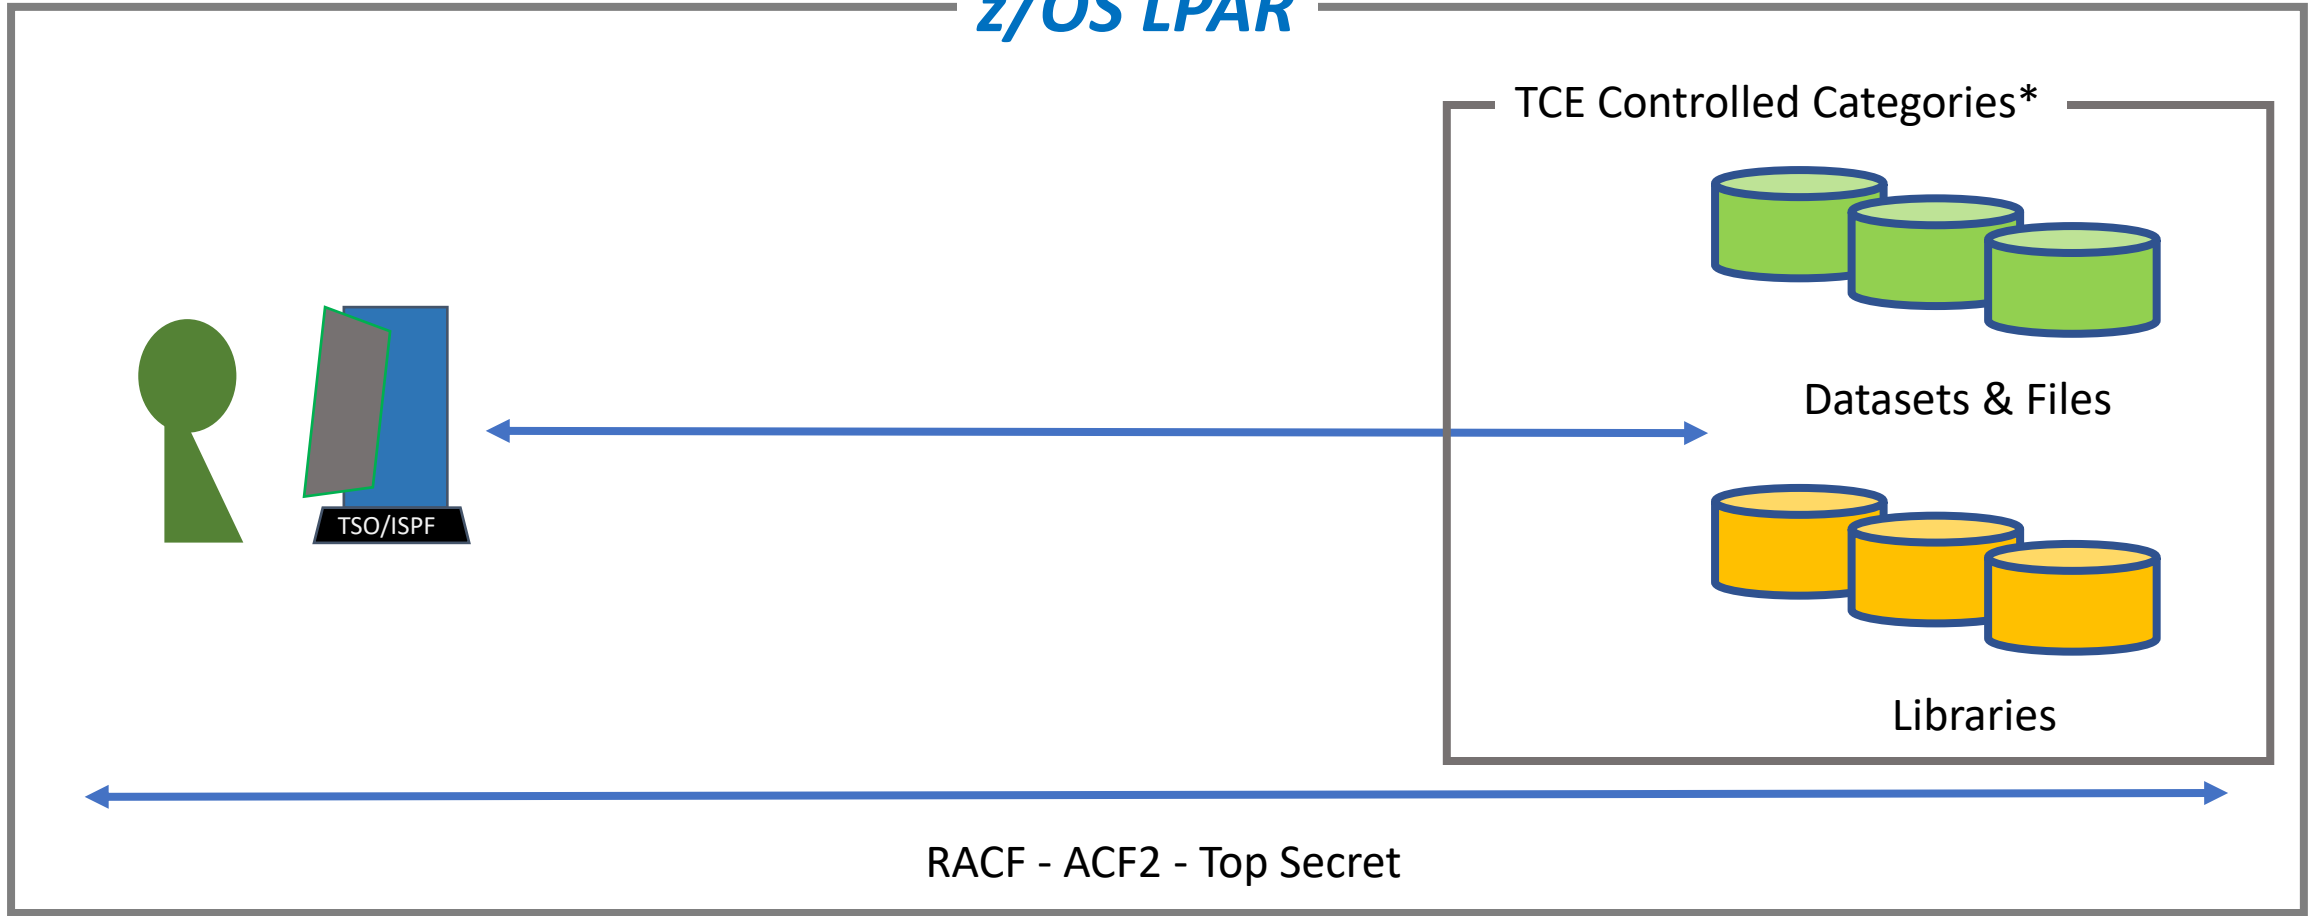 z/OS LPAR
TCE Controlled Categories*
Datasets & Files
TSO/ISPF
Libraries
RACF - ACF2 - Top Secret